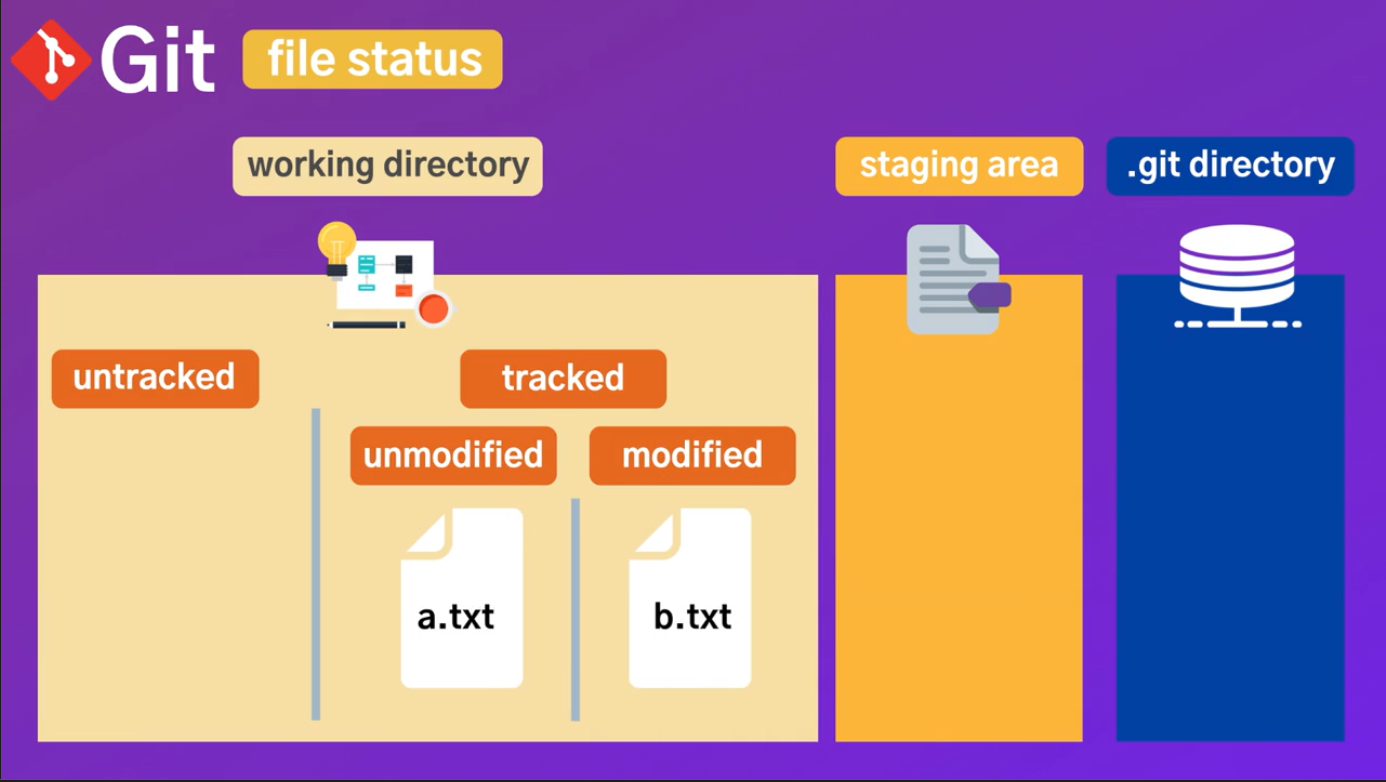 Git
file status
working directory
staging area
.git directory
untracked
tracked
unmodified
modified
a.txt
b.txt